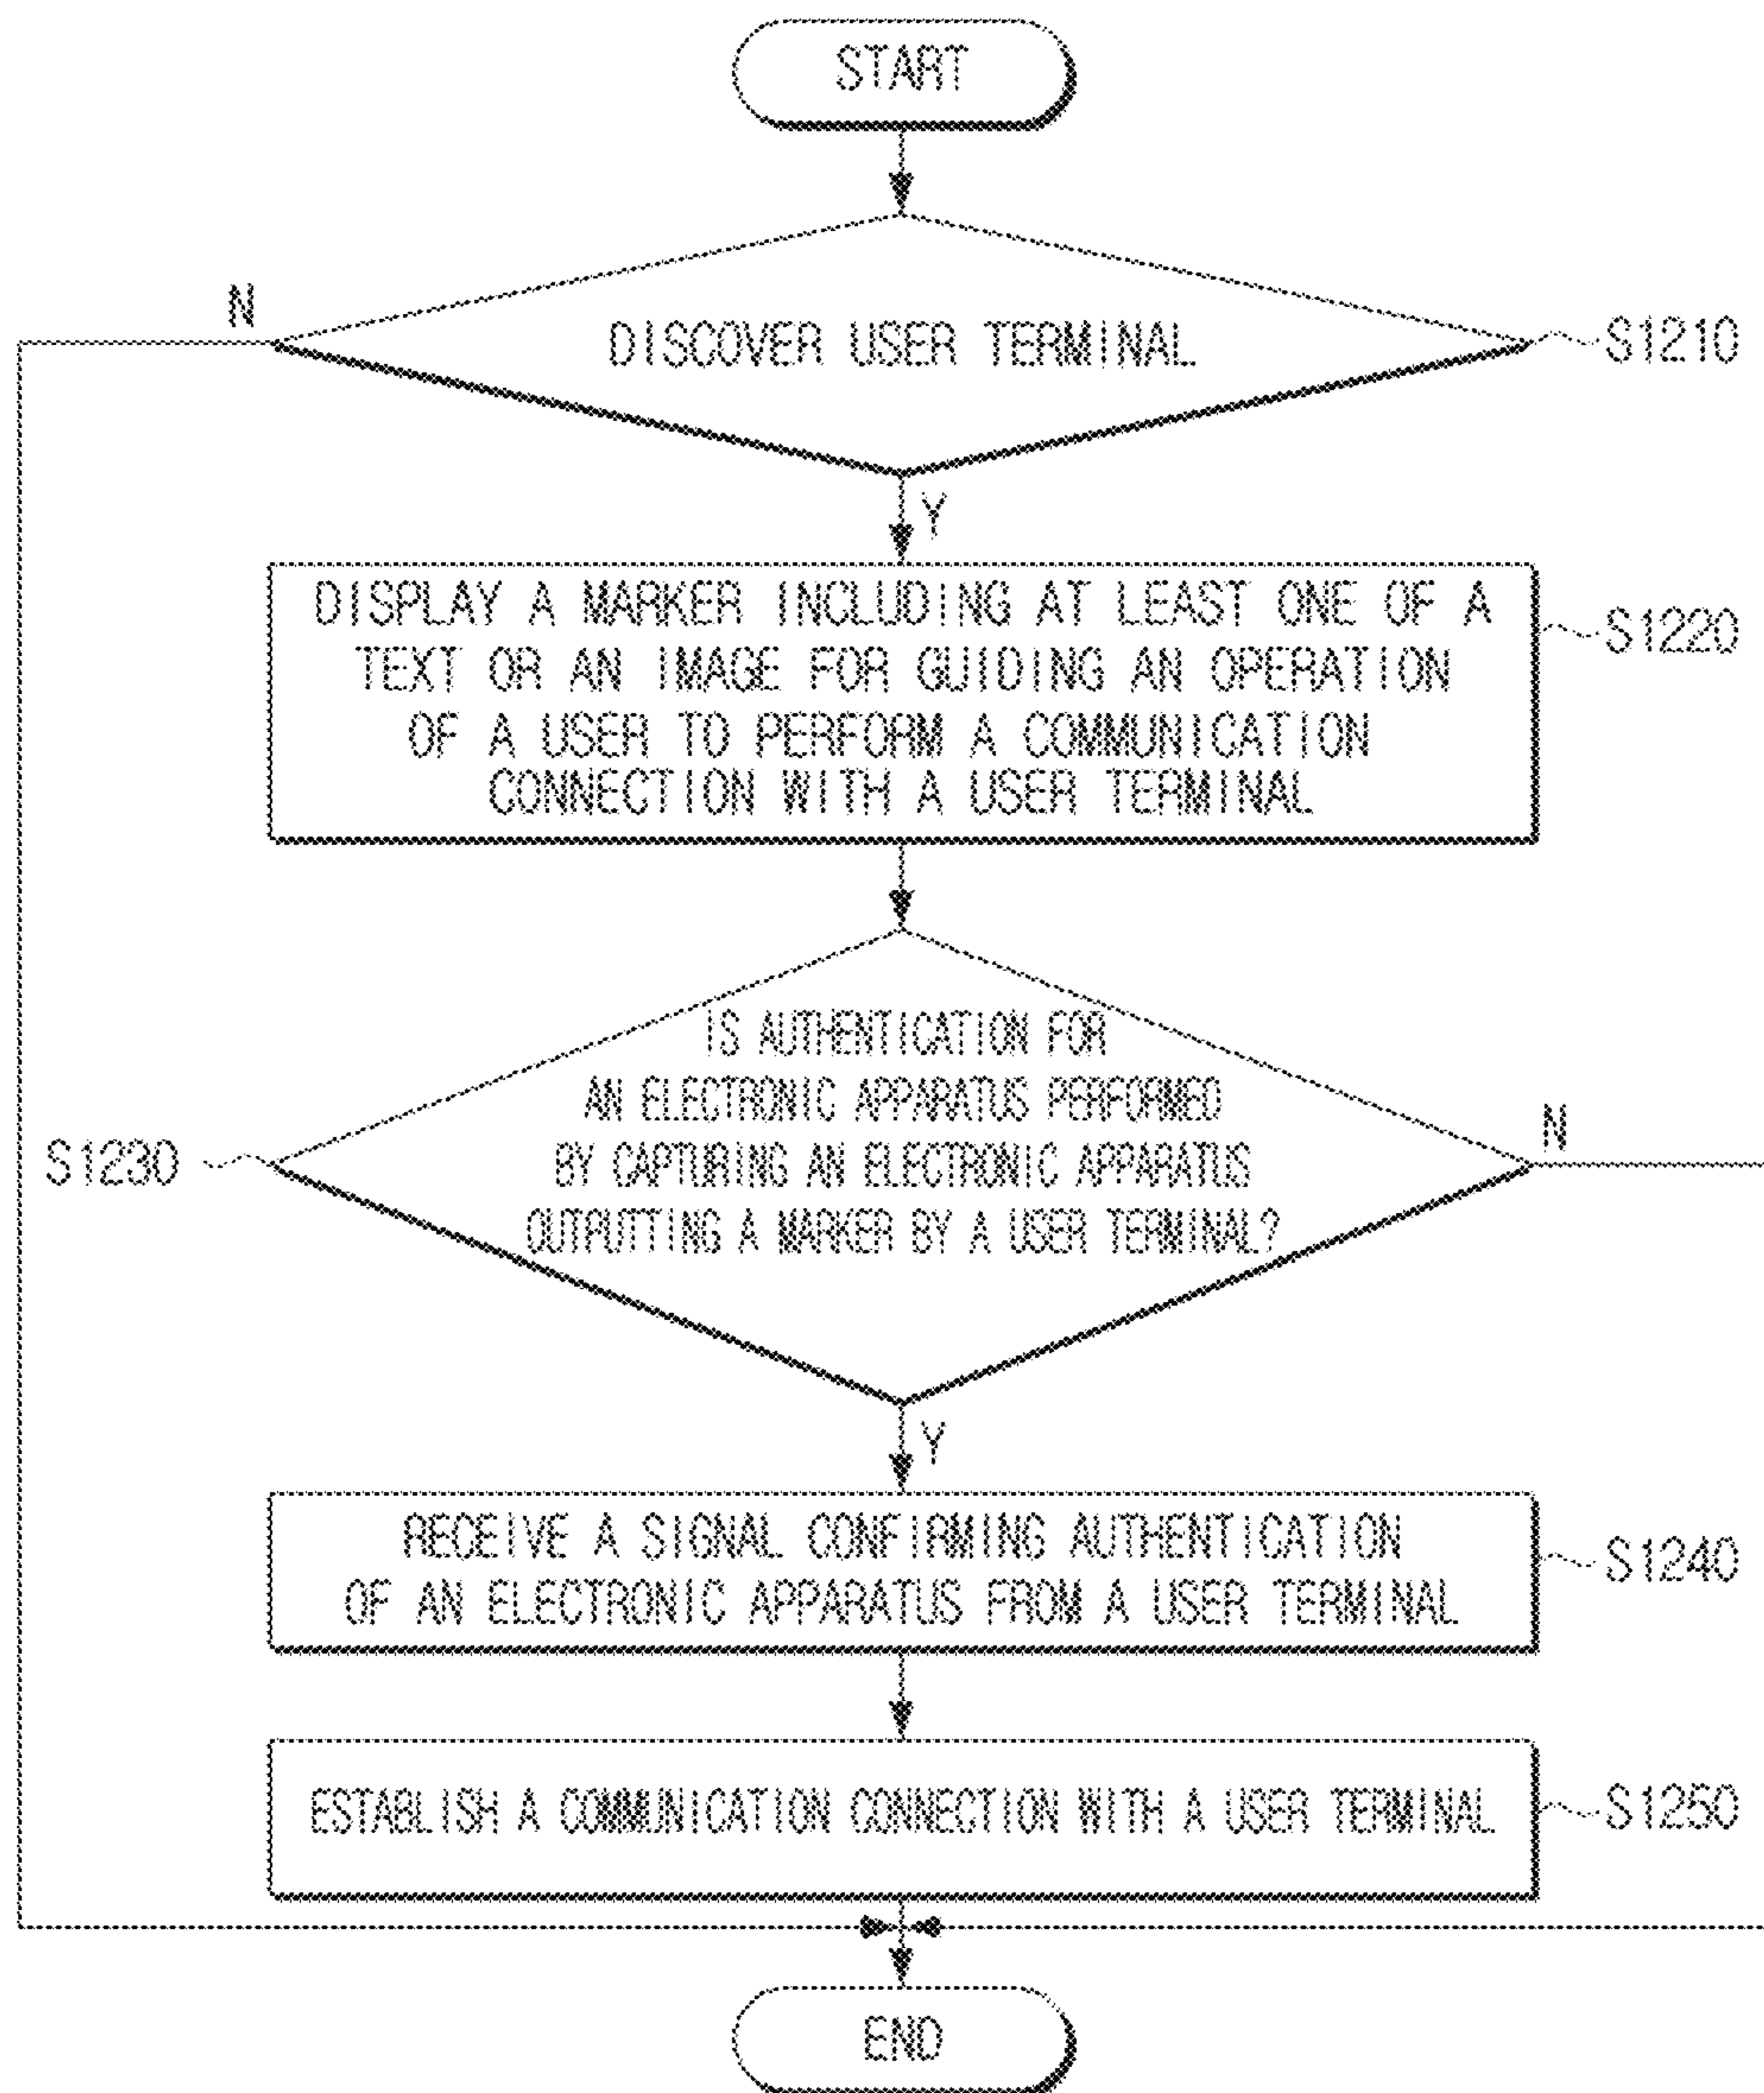 START
N
DISCOVER USER TERMINAL
S1210
Y
DISPLAY A MARKER INCLUDING AT LEAST ONE OF A
TEXT OR AN IMAGE FOR GUIDING AN OPERATION
OF A USER TO PERFORM A COMMUNICATION
CONNECTION WITH A USER TERMINAL
S1220
IS AUTHENTICATION FOR
AN ELECTRONIC APPARATUS PERFORMED
BY CAPTURING AN ELECTRONIC APPARATUS
OUTPUTTING A MARKER BY A USER TERMINAL?
S1230
N
Y
RECEIVE A SIGNAL CONFIRMING AUTHENTICATION
OF AN ELECTRONIC APPARATUS FROM A USER TERMINAL
S1240
ESTABLISH A COMMUNICATION CONNECTION WITH A USER TERMINAL
S1250
END